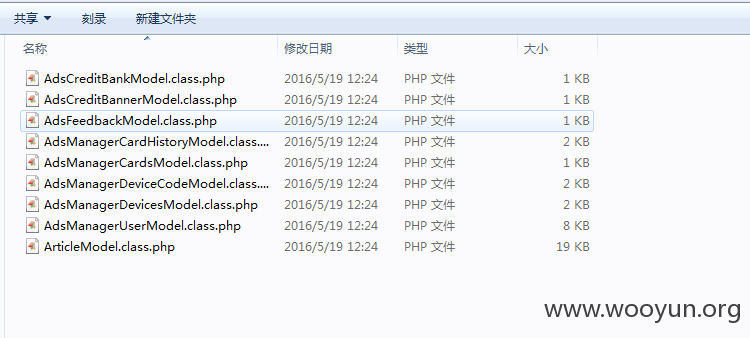 共享 刻录 新建文件夹
名称 修改日期 类型 大小
AdsCreditBankModel.class.php 2016/5/19 12:24 PHP 文件 1 KB
AdsCreditBannerModel.class.php 2016/5/19 12:24 PHP 文件 1 KB
AdsFeedbackModel.class.php 2016/5/19 12:24 PHP 文件 1 KB
AdsManagerCardHistoryModel.class.... 2016/5/19 12:24 PHP 文件 2 KB
AdsManagerCardsModel.class.php 2016/5/19 12:24 PHP 文件 1 KB
AdsManagerDeviceCodeModel.class.... 2016/5/19 12:24 PHP 文件 2 KB
AdsManagerDevicesModel.class.php 2016/5/19 12:24 PHP 文件 2 KB
AdsManagerUserModel.class.php 2016/5/19 12:24 PHP 文件 8 KB
ArticleModel.class.php 2016/5/19 12:24 PHP 文件 19 KB
www.wooyun.org